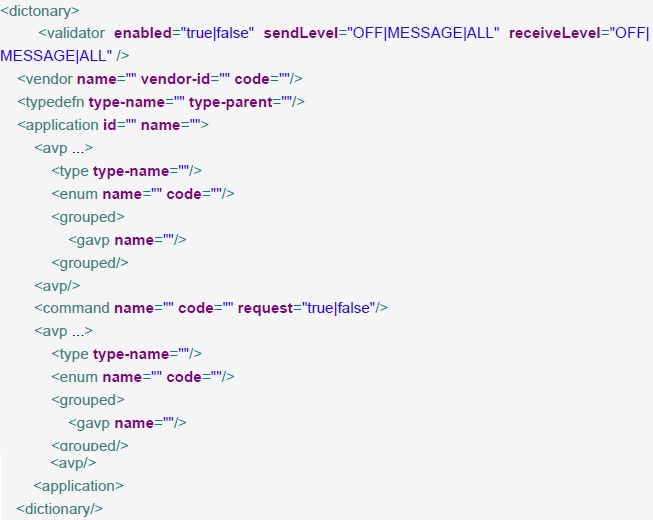 <dictonary>
<validator enabled="true|false" sendLevel="OFF|MESSAGE|ALL" receiveLevel="OFF|
MESSAGE|ALL" />
<vendor name="" vendor-id="" code=""/>
<typedefn type-name="" type-parent=""/>
<application id="" name="">
<avp ...>
<type type-name=""/>
<enum name="" code=""/>
<grouped>
<gavp name=""/>
<grouped/>
<avp/>
<command name="" code="" request="true|false"/>
<avp ...>
<type type-name=""/>
<enum name="" code=""/>
<grouped>
<gavp name=""/>
<grouped/>
<avp/>
<application>
<dictionary/>